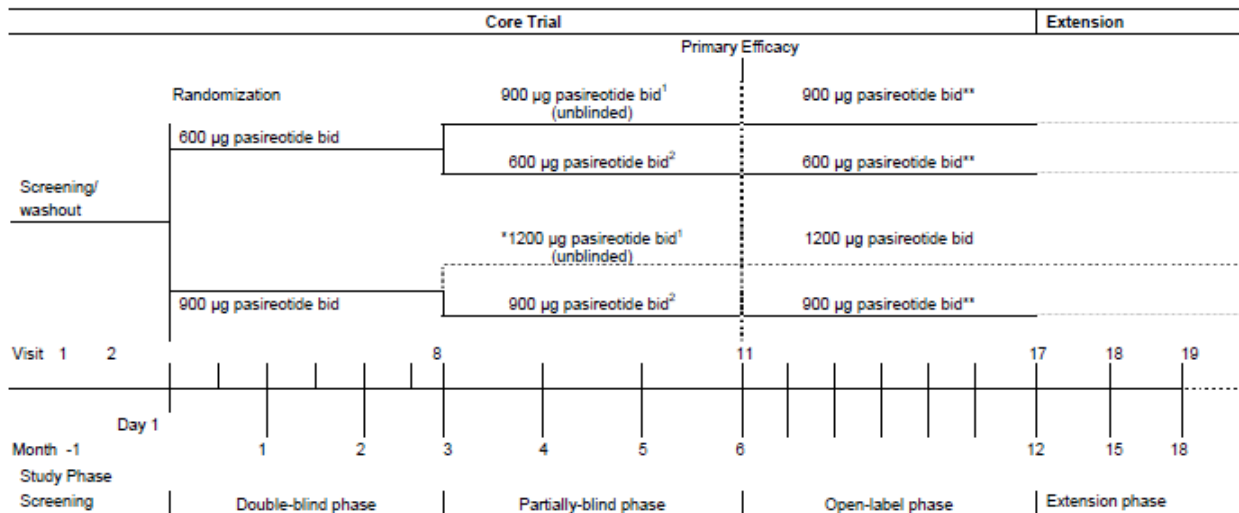 Core Trial Extension
Primary Efficacy
Randomization 900 µg pasireotide bid¹ 900 µg pasireotide bid**
(unblinded)
600 µg pasireotide bid
600 µg pasireotide bid² 600 µg pasireotide bid**
Screening/
washout
*1200 µg pasireotide bid¹ 1200 µg pasireotide bid
(unblinded)
900 µg pasireotide bid 900 µg pasireotide bid² 900 µg pasireotide bid**
Visit 1 2 8 11 17 18 19
Day 1
Month -1 1 2 3 4 5 6 12 15 18
Study Phase
Screening Double-blind phase Partially-blind phase Open-label phase Extension phase